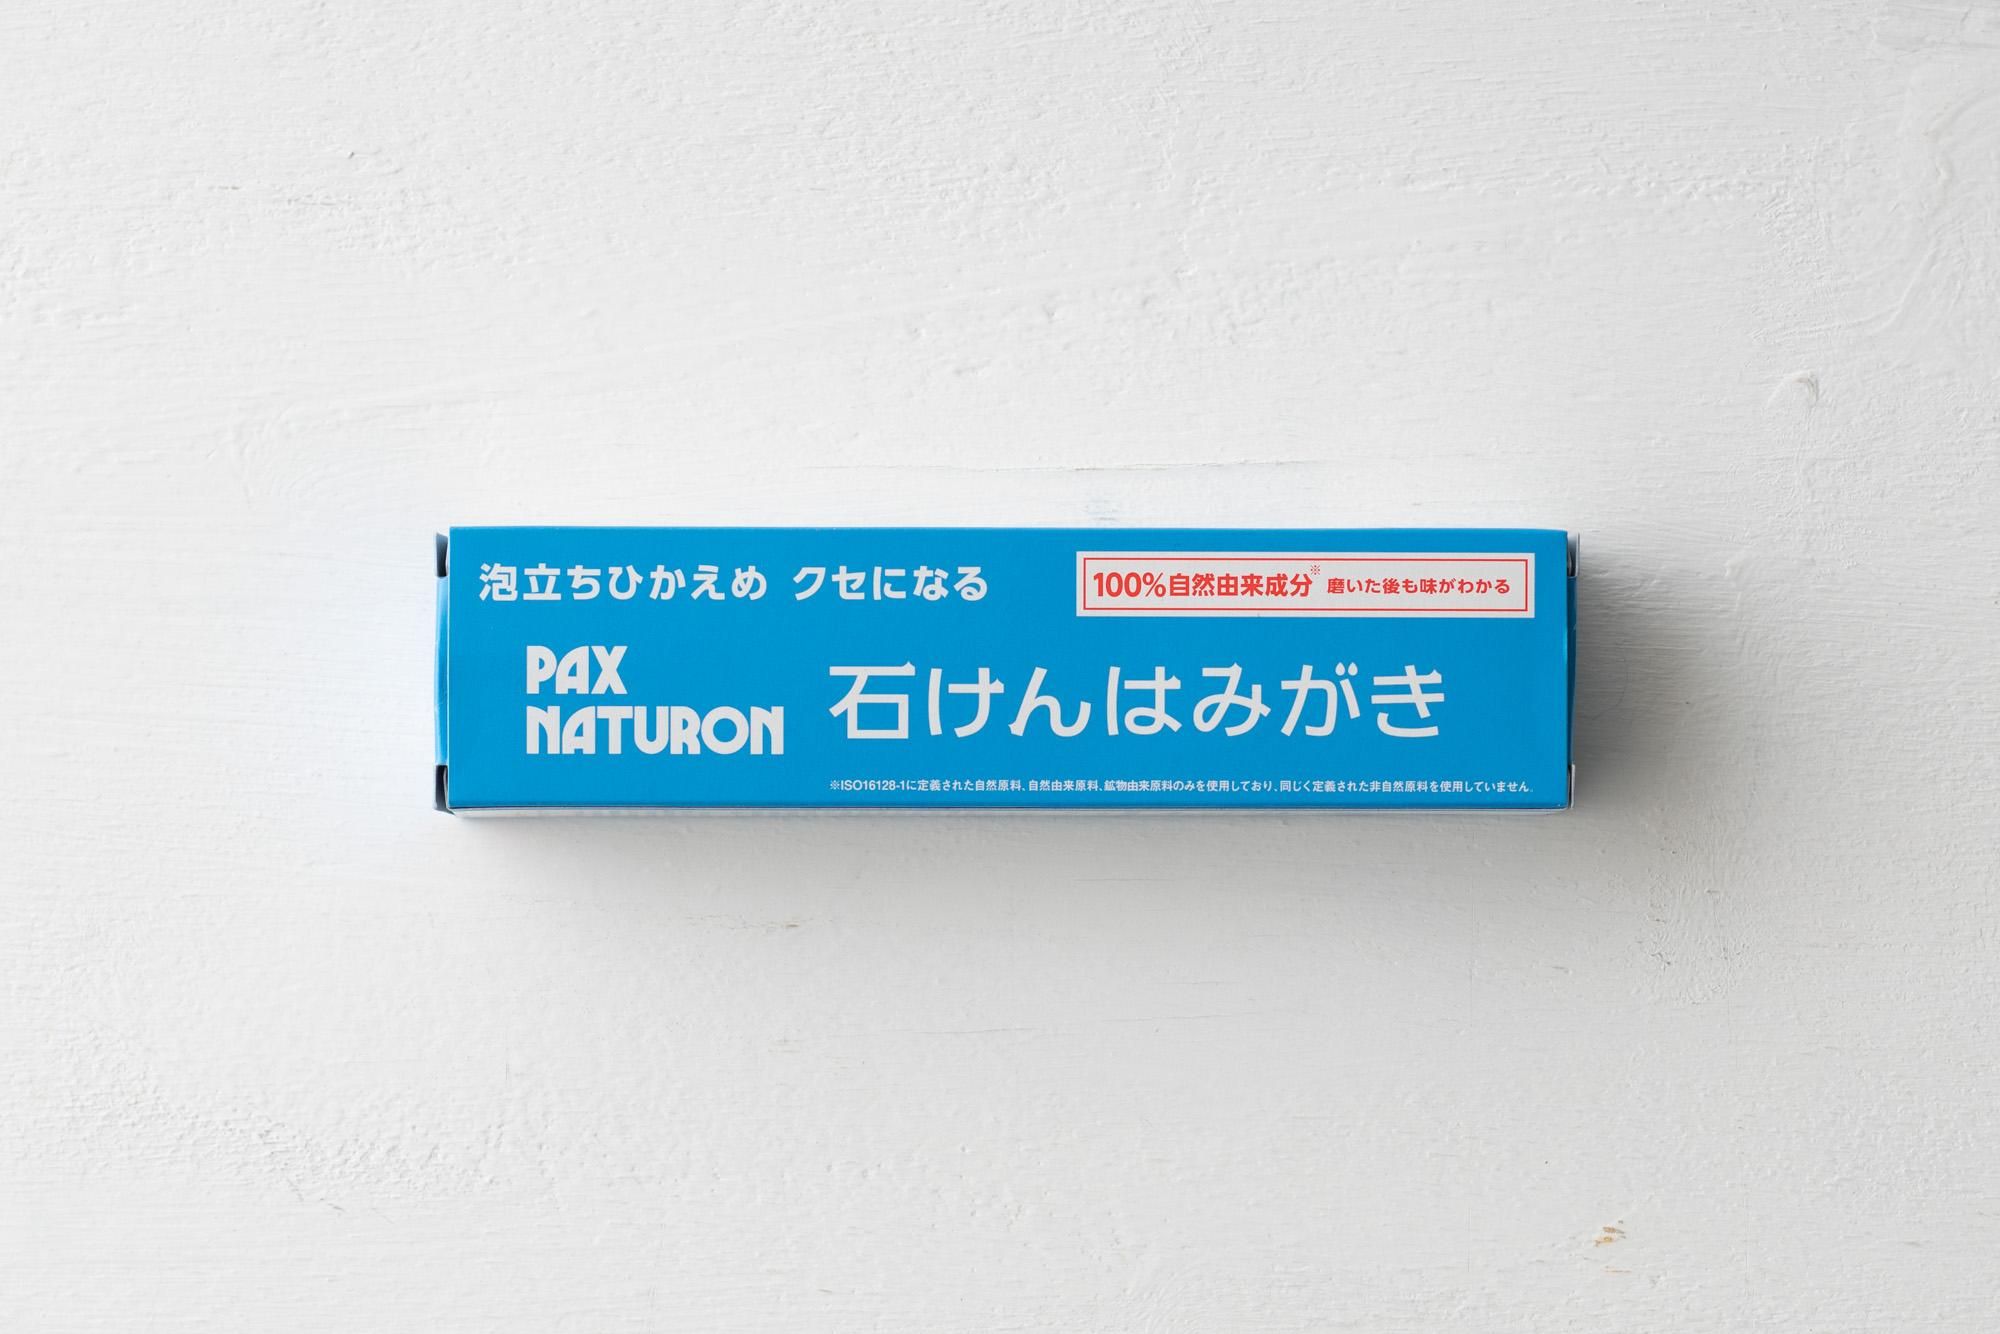 泡立ちひかえめ クセになる
100%自然由来成分※ 磨いた後も味がわかる
PAX
NATURON
石けんはみがき
※ISO16128-1に定義された自然原料、自然由来原料、鉱物由来原料のみを使用しており、同じく定義された非自然原料を使用していません。